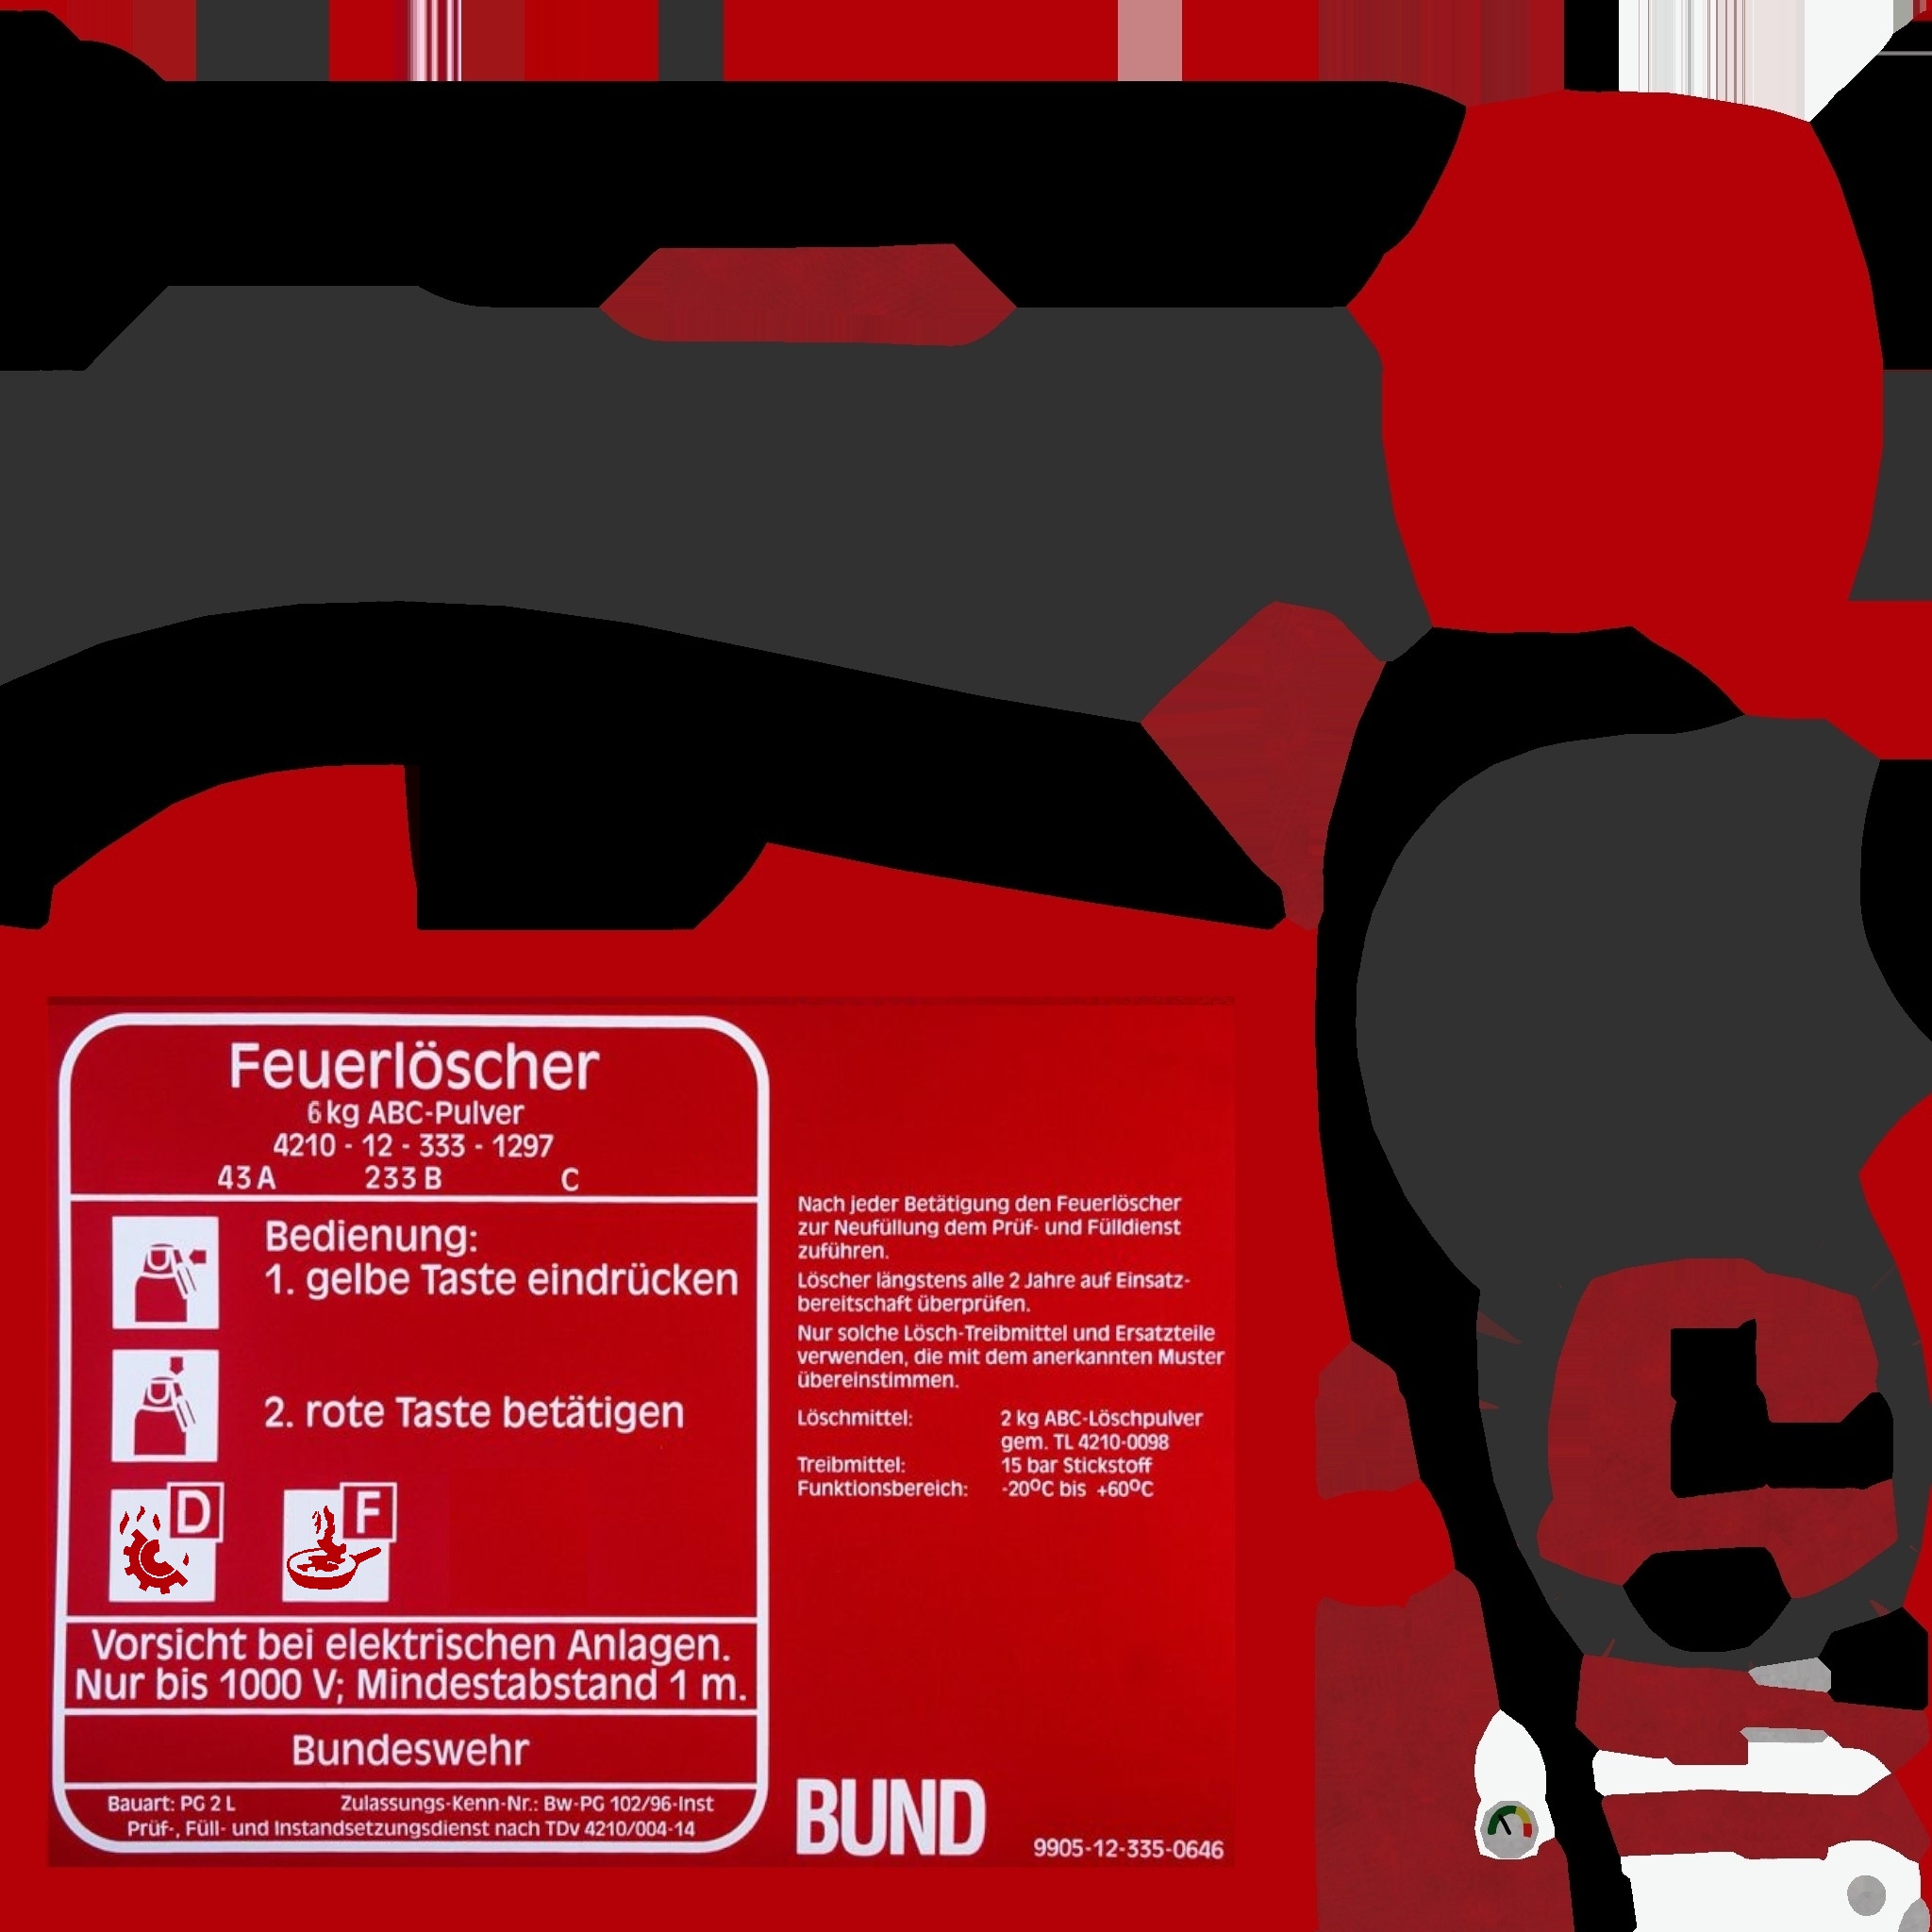 Feuerlöscher
6 kg ABC-Pulver
4210 - 12 - 333 - 1297
43 A 233 B C
Bedienung:
1. gelbe Taste eindrücken
2. rote Taste betätigen
D F
Vorsicht bei elektrischen Anlagen.
Nur bis 1000 V; Mindestabstand 1 m.
Bundeswehr
Bauart: PG 2 L Zulassungs-Kenn-Nr.: Bw-PG 102/96-Inst
Prüf-, Füll- und Instandsetzungsdienst nach TDv 4210/004-14
Nach jeder Betätigung den Feuerlöscher
zur Neufüllung dem Prüf- und Fülldienst
zuführen.
Löscher längstens alle 2 Jahre auf Einsatz-
bereitschaft überprüfen.
Nur solche Lösch-Treibmittel und Ersatzteile
verwenden, die mit dem anerkannten Muster
übereinstimmen.
Löschmittel: 2 kg ABC-Löschpulver
gem. TL 4210-0098
Treibmittel: 15 bar Stickstoff
Funktionsbereich: -20°C bis +60°C
BUND
9905-12-335-0646